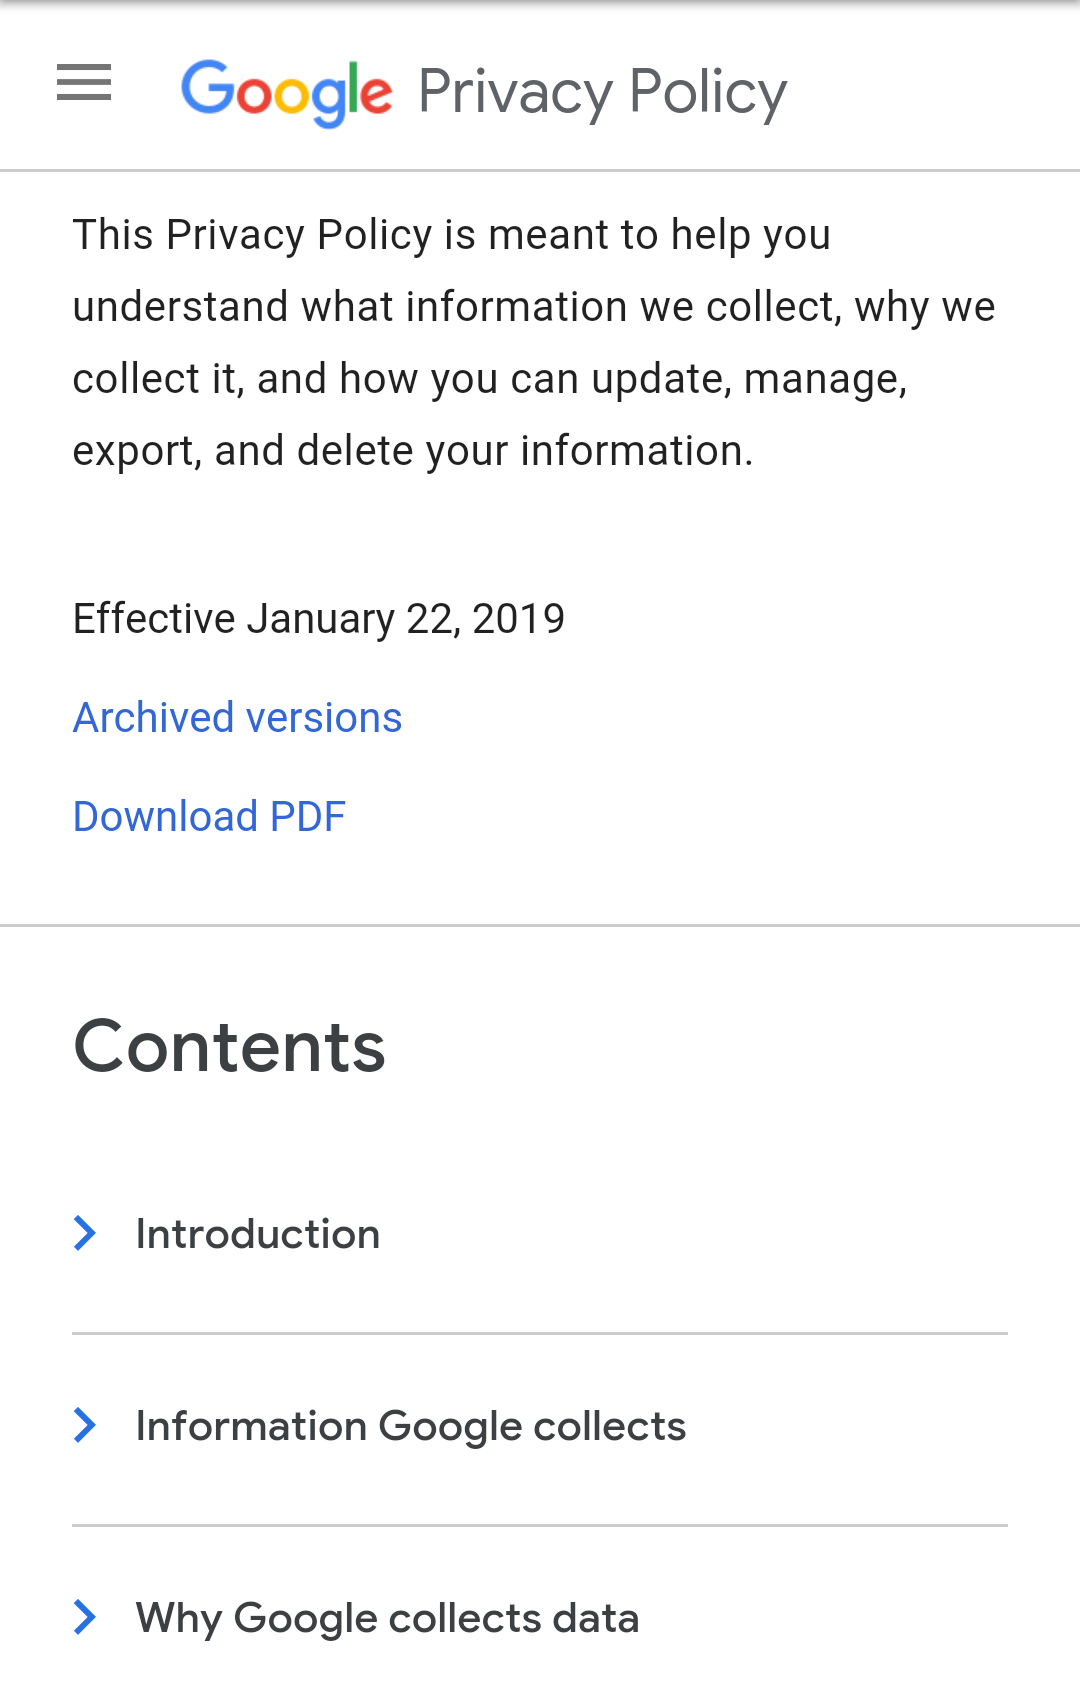 Google Privacy Policy
This Privacy Policy is meant to help you
understand what information we collect, why we
collect it, and how you can update, manage,
export, and delete your information.
Effective January 22, 2019
Archived versions
Download PDF
Contents
Introduction
Information Google collects
Why Google collects data